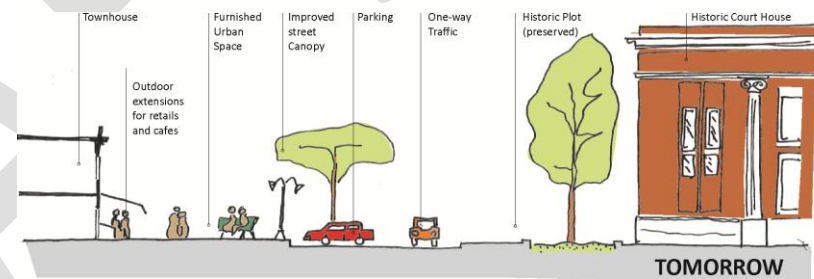 Townhouse
Outdoor
extensions
for retails
and cafes
Furnished
Urban
Space
Improved
street
Canopy
Parking
One-way
Traffic
Historic Plot
(preserved)
Historic Court House
TOMORROW